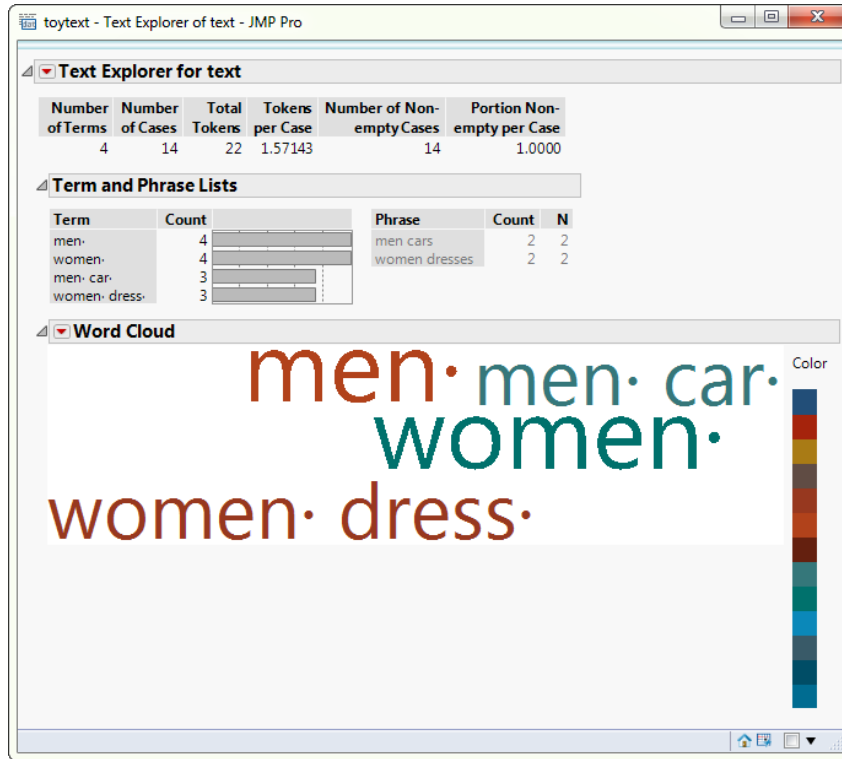 toytext - Text Explorer of text - JMP Pro
Text Explorer for text
Number Number Total Tokens Number of Non- Portion Non-
of Terms of Cases Tokens per Case empty Cases empty per Case
4 14 22 1.57143 14 1.0000
Term and Phrase Lists
Term Count Phrase Count N
men· 4 men cars 2 2
women· 4 women dresses 2 2
men· car· 3
women· dress· 3
Word Cloud
men· men· car· Color
women·
women· dress·